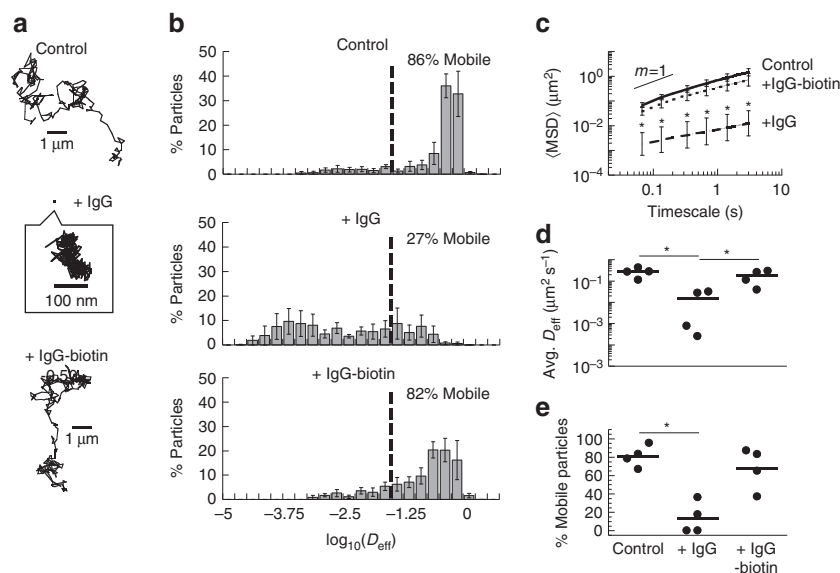 a
Control
1 µm
+ IgG
100 nm
+ IgG-biotin
1 µm
b
Control
86% Mobile
% Particles
50
40
30
20
10
0
+ IgG
27% Mobile
% Particles
50
40
30
20
10
0
+ IgG-biotin
82% Mobile
% Particles
50
40
30
20
10
0
–5 –3.75 –2.5 –1.25 0
log10(Deff)
c
m=1
Control
+IgG-biotin
+IgG
* * * * * *
⟨MSD⟩ (µm²)
10⁰
10⁻²
10⁻⁴
0.1 1 10
Timescale (s)
d
* *
Avg. Deff (µm² s⁻¹)
10⁻¹
10⁻³
10⁻³
e
*
% Mobile particles
80
60
40
20
0
Control + IgG + IgG
-biotin